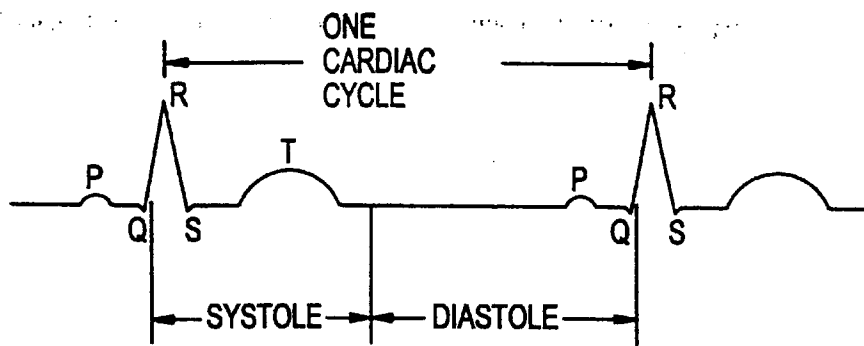 ONE
CARDIAC
CYCLE
R R
P T P
Q S Q S
SYSTOLE DIASTOLE